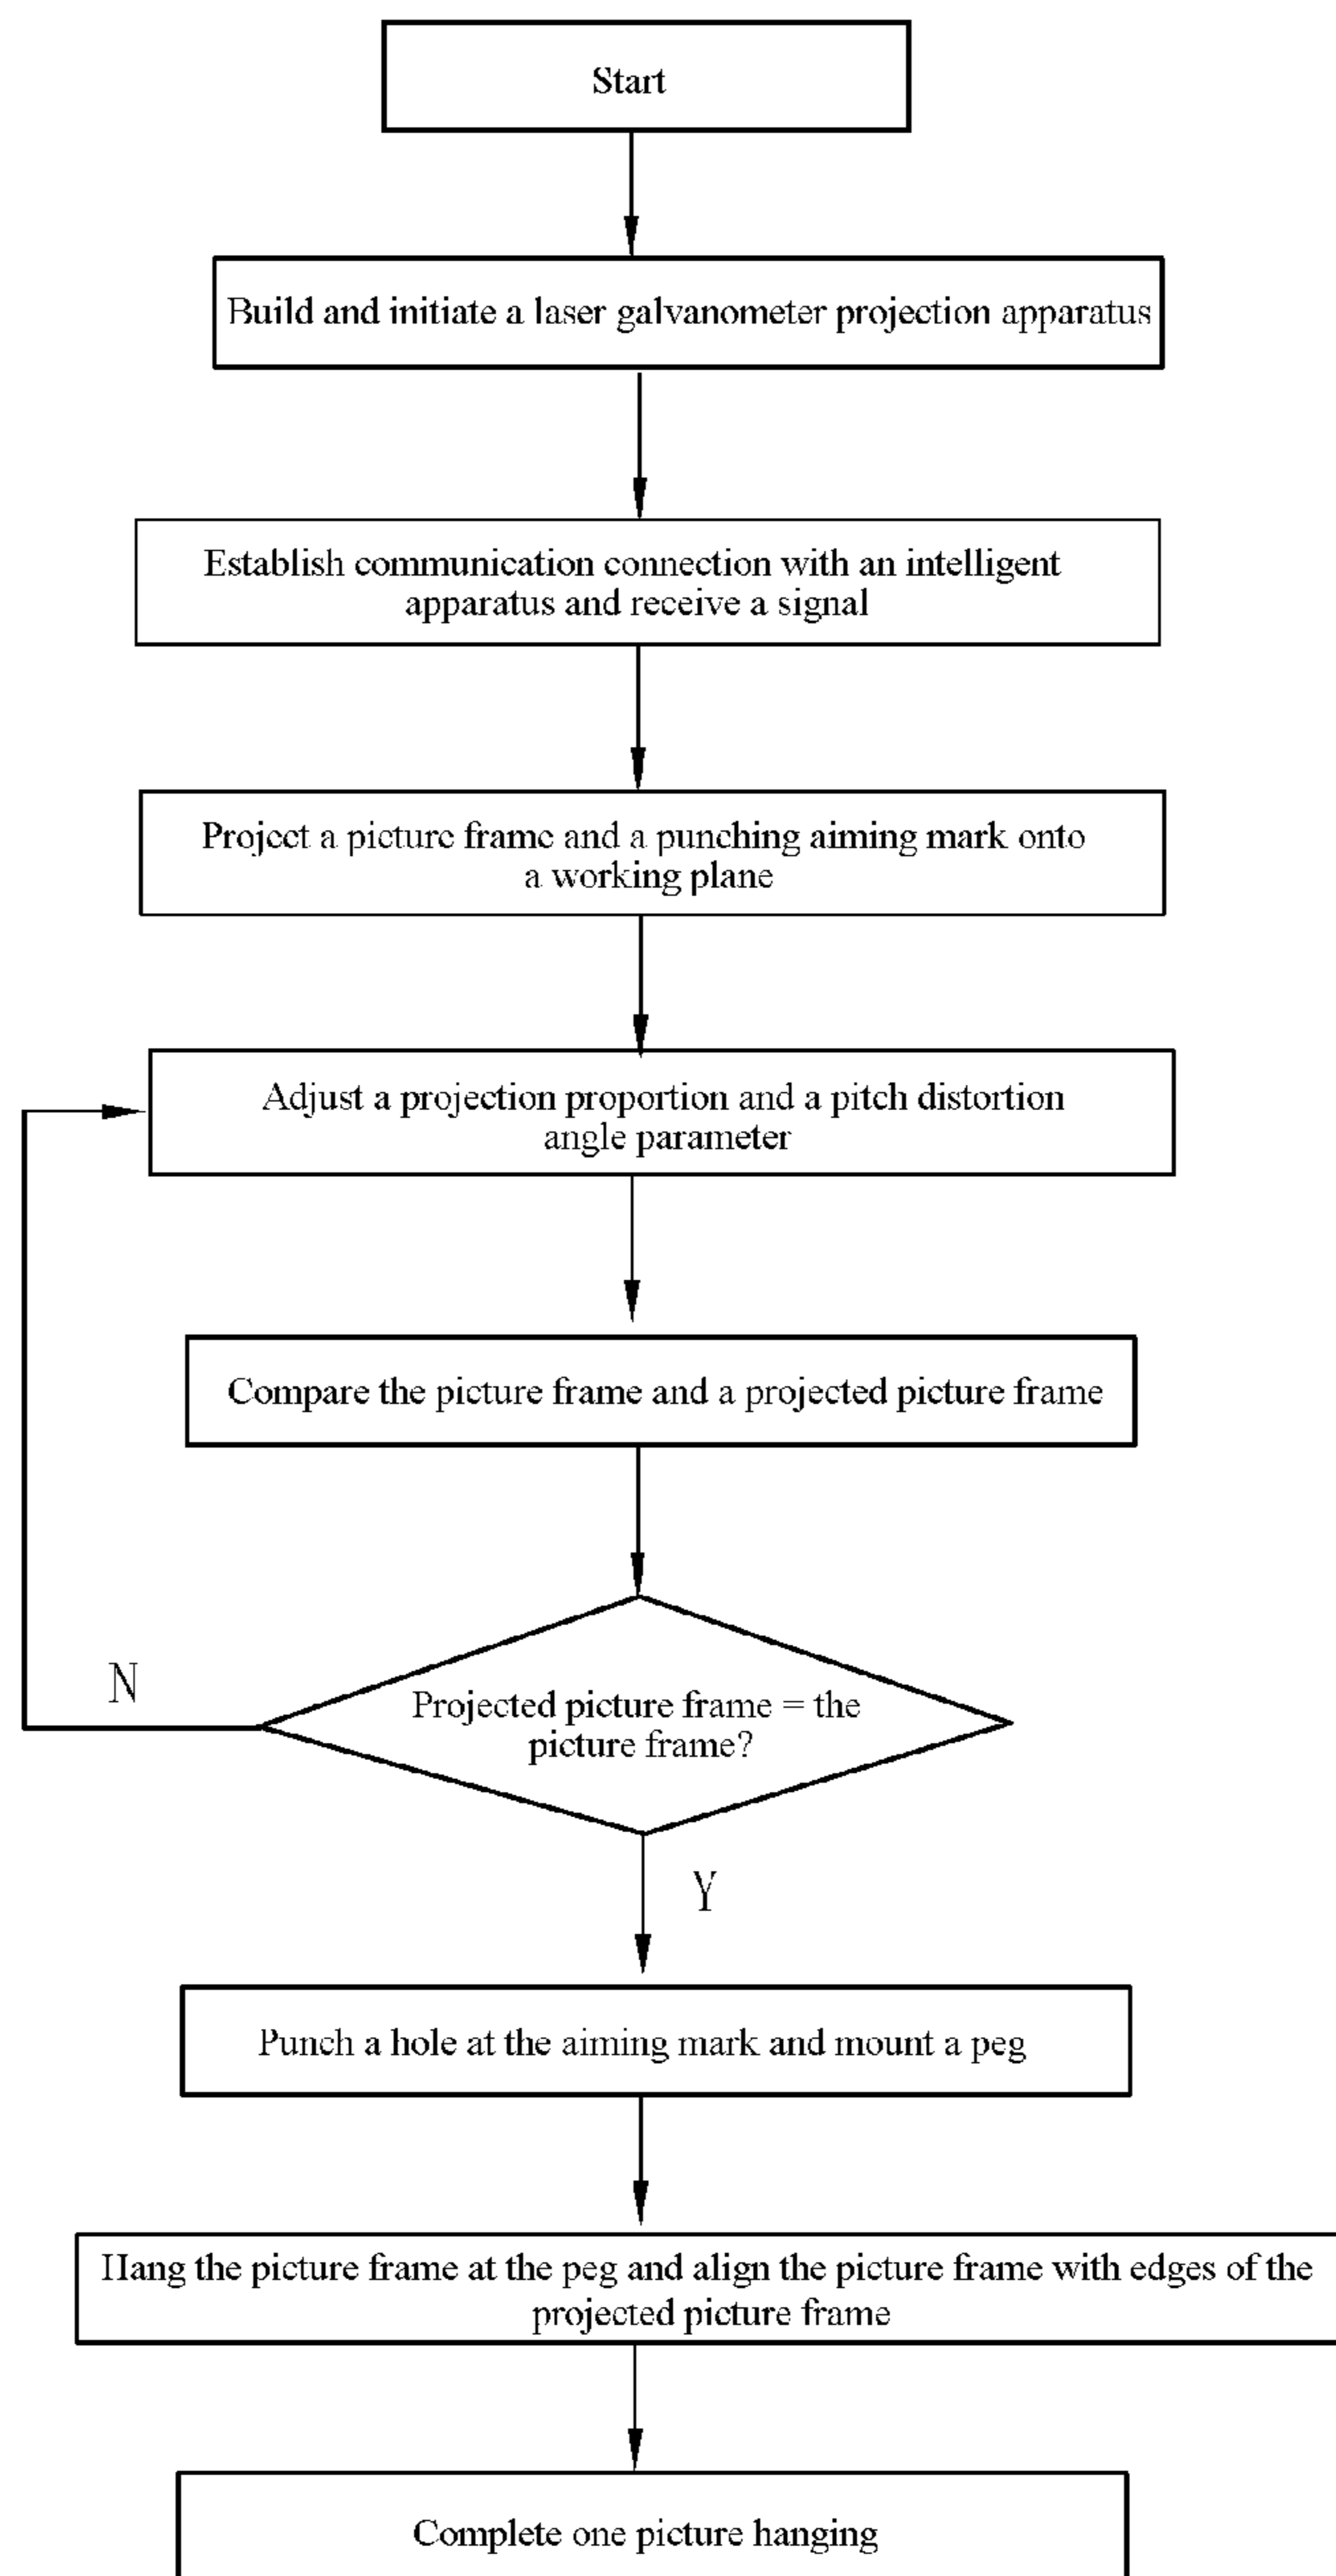 Start
Build and initiate a laser galvanometer projection apparatus
Establish communication connection with an intelligent
apparatus and receive a signal
Project a picture frame and a punching aiming mark onto
a working plane
Adjust a projection proportion and a pitch distortion
angle parameter
Compare the picture frame and a projected picture frame
N
Projected picture frame = the
picture frame?
Y
Punch a hole at the aiming mark and mount a peg
Hang the picture frame at the peg and align the picture frame with edges of the
projected picture frame
Complete one picture hanging